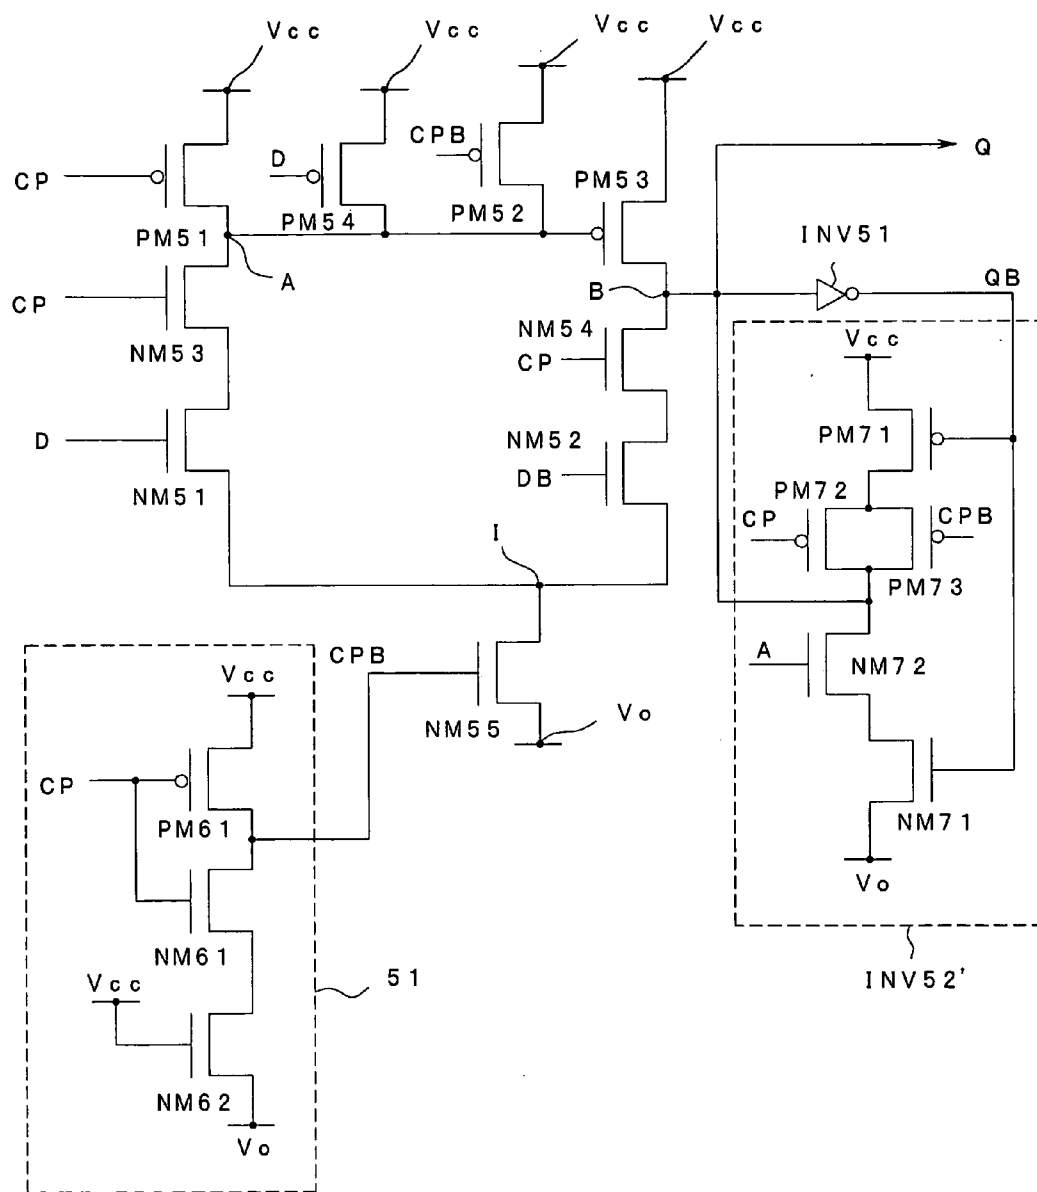 Vcc
Vcc
Vcc
Vcc
CP
D
CPB
PM53
Q
PM51
PM54
PM52
INV51
A
B
QB
CP
NM53
NM54
CP
Vcc
D
NM51
NM52
DB
PM71
PM72
CP
CPB
I
PM73
CPB
A
NM72
Vcc
NM55
Vo
CP
PM61
NM71
Vo
NM61
51
INV52'
Vcc
NM62
Vo